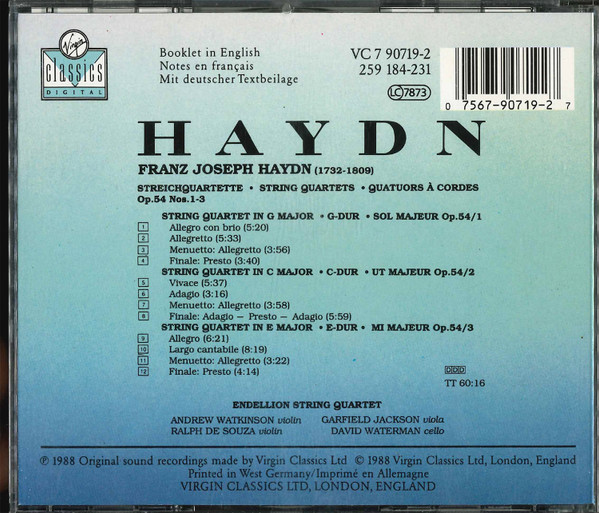 Virgin
classics
DIGITAL
Booklet in English
Notes en français
Mit deutscher Textbeilage
VC 7 90719-2
259 184-231
LC 7873
0 7567-90719-2 7
HAYDN
FRANZ JOSEPH HAYDN (1732-1809)
STREICHQUARTETTE • STRING QUARTETS • QUATUORS À CORDES
Op.54 Nos.1-3
STRING QUARTET IN G MAJOR • G-DUR • SOL MAJEUR Op.54/1
1 Allegro con brio (5:20)
2 Allegretto (5:33)
3 Menuetto: Allegretto (3:56)
4 Finale: Presto (3:40)
STRING QUARTET IN C MAJOR • C-DUR • UT MAJEUR Op.54/2
5 Vivace (5:37)
6 Adagio (3:16)
7 Menuetto: Allegretto (3:58)
8 Finale: Adagio – Presto – Adagio (5:59)
STRING QUARTET IN E MAJOR • E-DUR • MI MAJEUR Op.54/3
9 Allegro (6:21)
10 Largo cantabile (8:19)
11 Menuetto: Allegretto (3:22)
12 Finale: Presto (4:14)
DDD
TT 60:16
ENDELLION STRING QUARTET
ANDREW WATKINSON violin GARFIELD JACKSON viola
RALPH DE SOUZA violin DAVID WATERMAN cello
℗ 1988 Original sound recordings made by Virgin Classics Ltd © 1988 Virgin Classics Ltd, London, England
Printed in West Germany/Imprimé en Allemagne
VIRGIN CLASSICS LTD, LONDON, ENGLAND